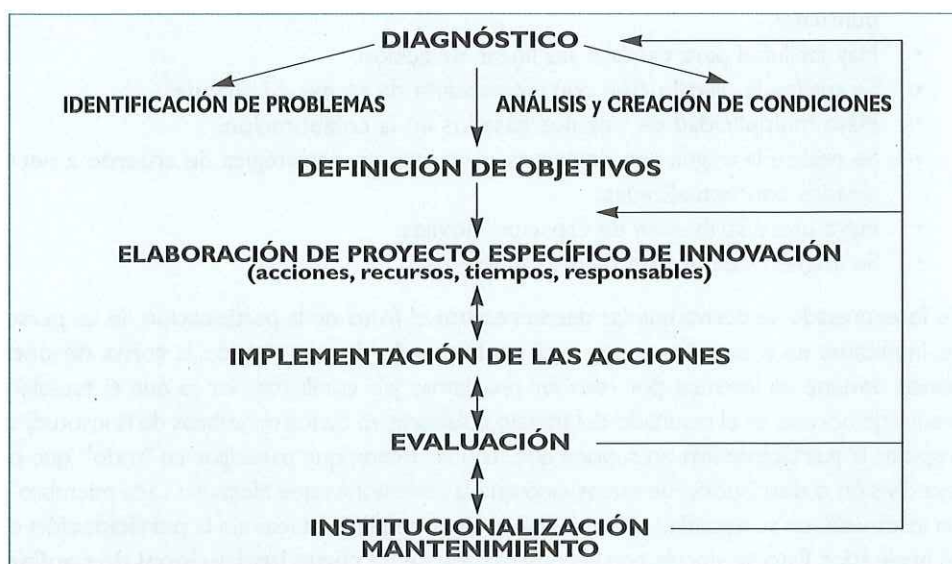 DIAGNÓSTICO
IDENTIFICACIÓN DE PROBLEMAS
ANÁLISIS y CREACIÓN DE CONDICIONES
DEFINICIÓN DE OBJETIVOS
ELABORACIÓN DE PROYECTO ESPECÍFICO DE INNOVACIÓN
(acciones, recursos, tiempos, responsables)
IMPLEMENTACIÓN DE LAS ACCIONES
EVALUACIÓN
INSTITUCIONALIZACIÓN
MANTENIMIENTO